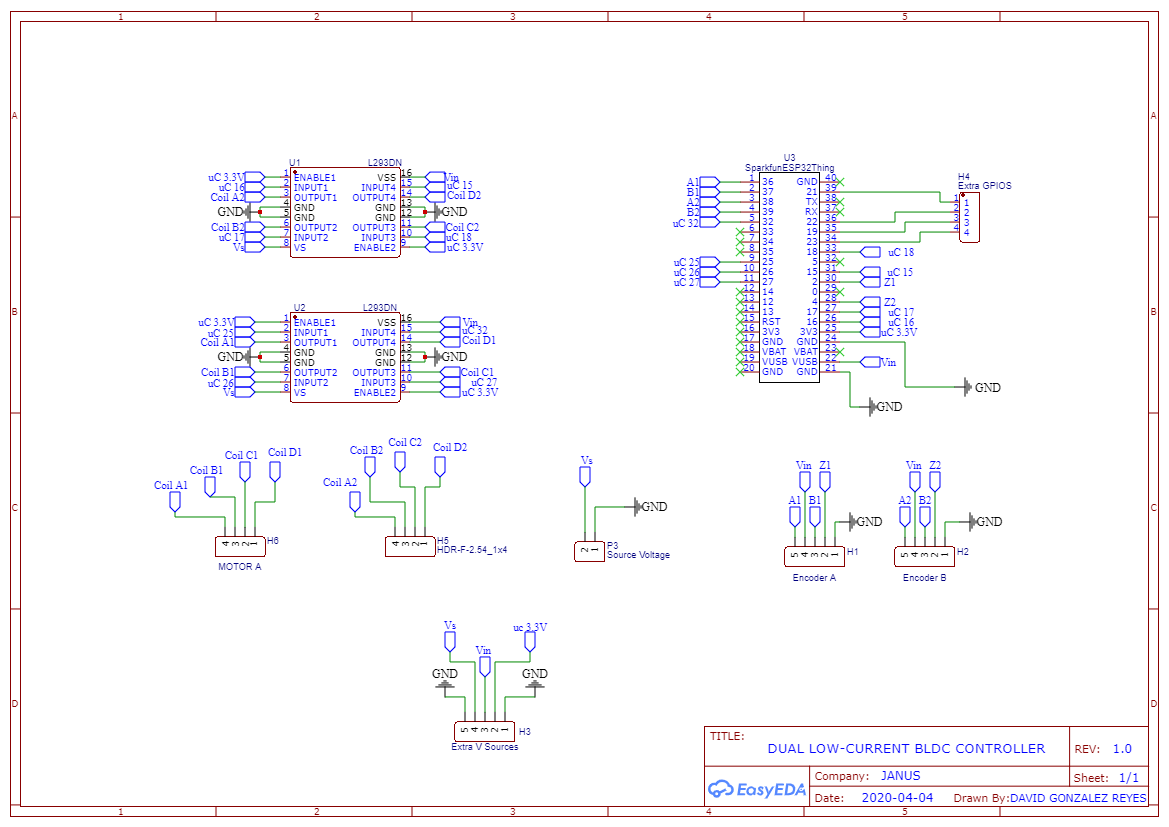 1 2 3 4 5
A A
B B
C C
D D
U1 L293DN
uC 3.3V 1 ENABLE1 VSS 16 Vin
uC 16 2 INPUT1 INPUT4 15 uC 15
Coil A2 3 OUTPUT1 OUTPUT4 14 Coil D2
GND 4 GND GND 13 GND
5 GND GND 12
Coil B2 6 OUTPUT2 OUTPUT3 11 Coil C2
uC 17 7 INPUT2 INPUT3 10 uC 18
Vs 8 VS ENABLE2 9 uC 3.3V
U2 L293DN
uC 3.3V 1 ENABLE1 VSS 16 Vin
uC 25 2 INPUT1 INPUT4 15 uC 32
Coil A1 3 OUTPUT1 OUTPUT4 14 Coil D1
GND 4 GND GND 13 GND
5 GND GND 12
Coil B1 6 OUTPUT2 OUTPUT3 11 Coil C1
uC 26 7 INPUT2 INPUT3 10 uC 27
Vs 8 VS ENABLE2 9 uC 3.3V
U3
SparkfunESP32Thing
A1 1 36 GND 40
B1 2 37 21 39
A2 3 38 TX 38
B2 4 39 RX 37
uC 32 5 32 22 36
6 33 19 35
7 34 23 34
8 35 18 33 uC 18
uC 25 9 25 5 32
uC 26 10 26 15 31 uC 15
uC 27 11 27 2 30 Z1
12 14 0 29
13 12 4 28 Z2
14 13 17 27 uC 17
15 RST 16 26 uC 16
16 3V3 3V3 25 uC 3.3V
17 GND GND 24
18 VBAT VBAT 23
19 VUSB VUSB 22 Vin
20 GND GND 21
GND
GND
H4
Extra GPIOS
1 1
2 2
3 3
4 4
Coil A1 Coil B1 Coil C1 Coil D1
4 3 2 1 H6
MOTOR A
Coil A2 Coil B2 Coil C2 Coil D2
4 3 2 1 H5
HDR-F-2.54_1x4
Vs
GND
2 1 P3
Source Voltage
Vin Z1
A1 B1
GND
5 4 3 2 1 H1
Encoder A
Vin Z2
A2 B2
GND
5 4 3 2 1 H2
Encoder B
Vs uc 3.3V
Vin
GND GND
5 4 3 2 1 H3
Extra V Sources
TITLE:
DUAL LOW-CURRENT BLDC CONTROLLER
REV: 1.0
EasyEDA
Company: JANUS
Sheet: 1/1
Date: 2020-04-04 Drawn By: DAVID GONZALEZ REYES
1 2 3 4 5